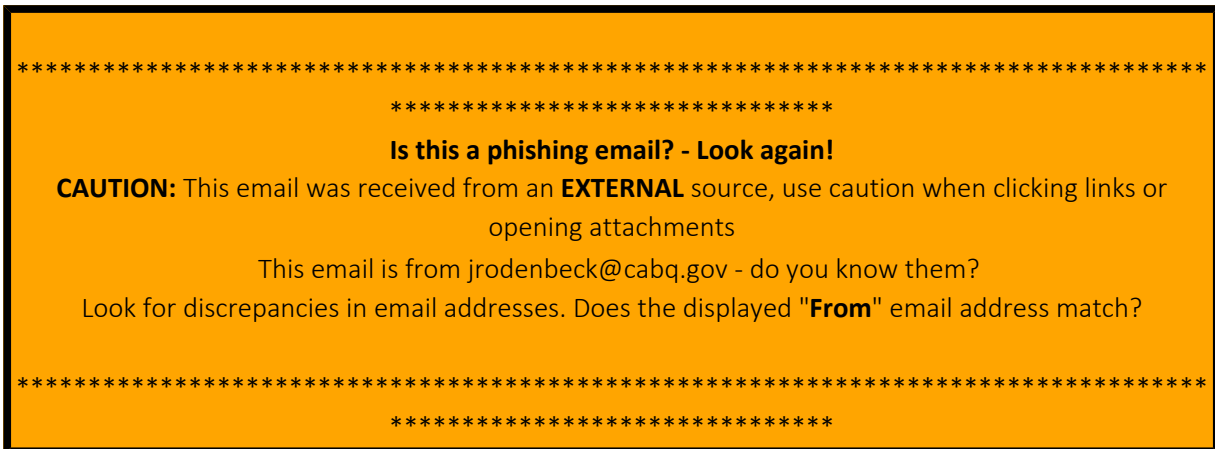 ***********************************************************************************
*******************************
Is this a phishing email? - Look again!
CAUTION: This email was received from an EXTERNAL source, use caution when clicking links or
opening attachments
This email is from jrodenbeck@cabq.gov - do you know them?
Look for discrepancies in email addresses. Does the displayed "From" email address match?
***********************************************************************************
*******************************